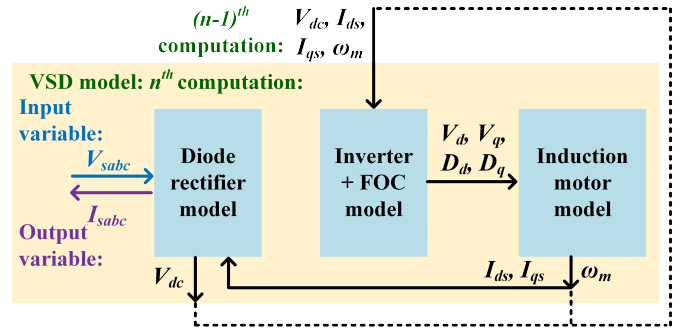 (n-1)th
computation:
Vdc, Ids,
Iqs, ωm
VSD model: nth computation:
Input
variable:
Vsabc
Isabc
Output
variable:
Diode
rectifier
model
Inverter
+ FOC
model
Vd, Vq,
Dd, Dq
Induction
motor
model
Vdc
Ids, Iqs
ωm